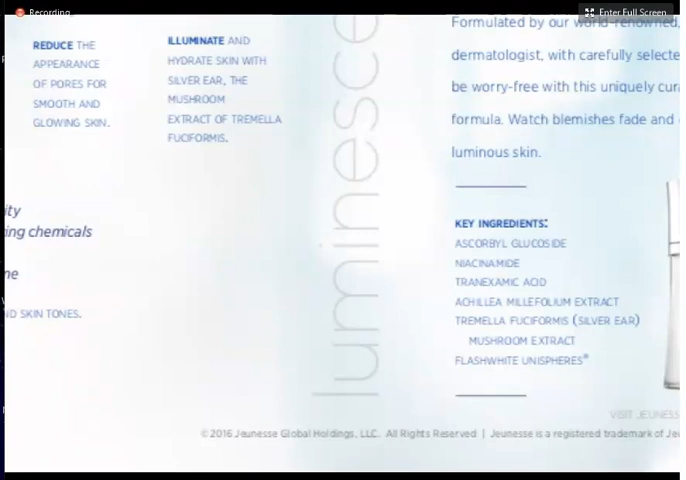 Recording
Enter Full Screen
REDUCE THE
APPEARANCE
OF PORES FOR
SMOOTH AND
GLOWING SKIN.
ILLUMINATE AND
HYDRATE SKIN WITH
SILVER EAR, THE
MUSHROOM
EXTRACT OF TREMELLA
FUCIFORMIS.
ity
ing chemicals
ne
ND SKIN TONES.
luminesce
Formulated by our world-renowned,
dermatologist, with carefully selecte
be worry-free with this uniquely cur
formula. Watch blemishes fade and
luminous skin.
KEY INGREDIENTS:
ASCORBYL GLUCOSIDE
NIACINAMIDE
TRANEXAMIC ACID
ACHILLEA MILLEFOLIUM EXTRACT
TREMELLA FUCIFORMIS (SILVER EAR)
MUSHROOM EXTRACT
FLASHWHITE UNISPHERES®
VISIT JEUNESS
©2016 Jeunesse Global Holdings, LLC. All Rights Reserved | Jeunesse is a registered trademark of Je